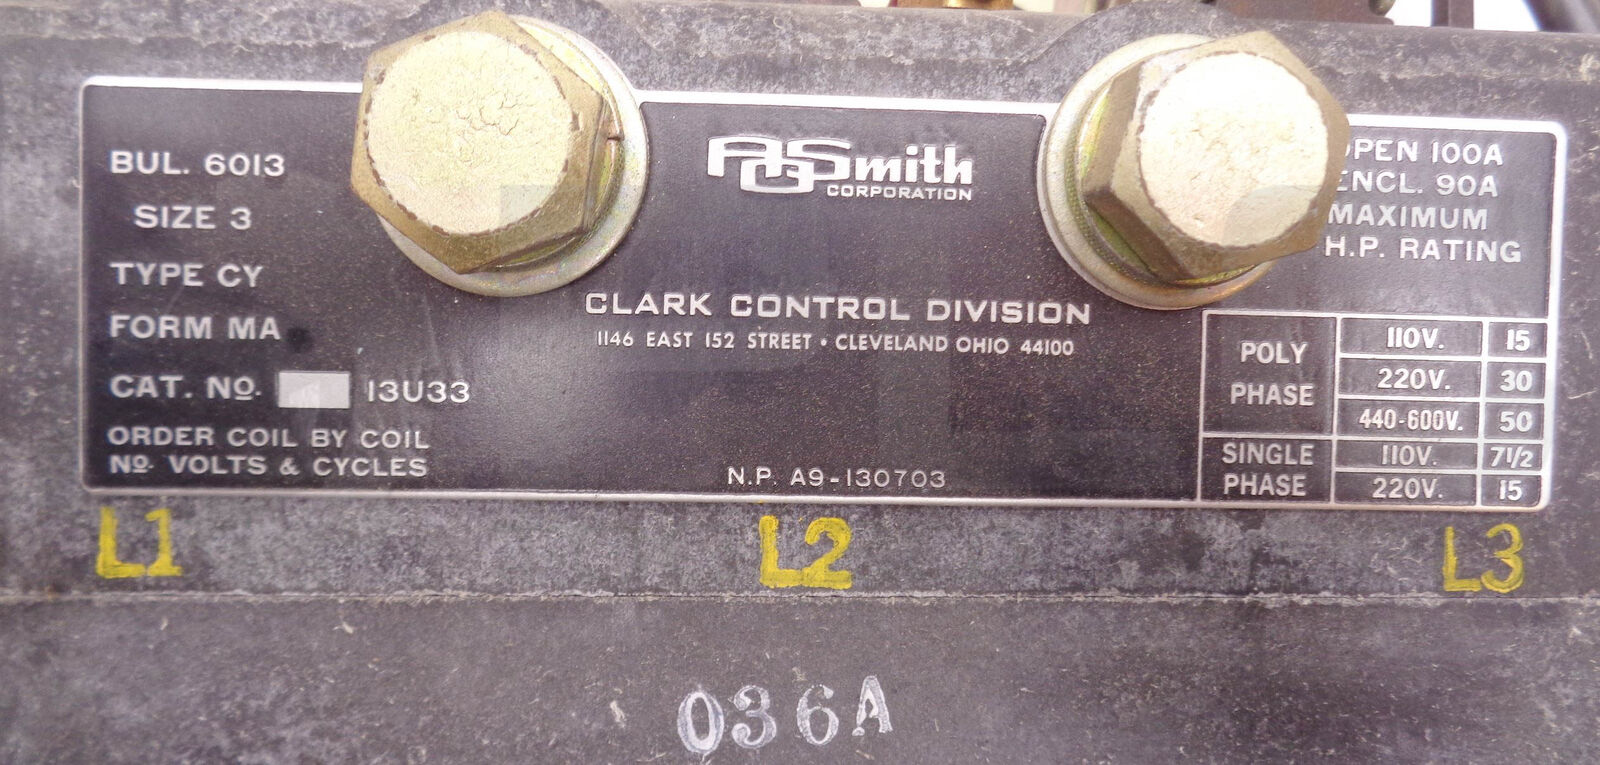 BUL. 6013
SIZE 3
TYPE CY
FORM MA
CAT. NO. 13U33
ORDER COIL BY COIL
NO. VOLTS & CYCLES
AOSmith
CORPORATION
CLARK CONTROL DIVISION
1146 EAST 152 STREET • CLEVELAND OHIO 44100
N.P. A9-130703
OPEN 100A
ENCL. 90A
MAXIMUM
H.P. RATING
POLY PHASE
110V. 15
220V. 30
440-600V. 50
SINGLE PHASE
110V. 7 1/2
220V. 15
L1 L2 L3
036A